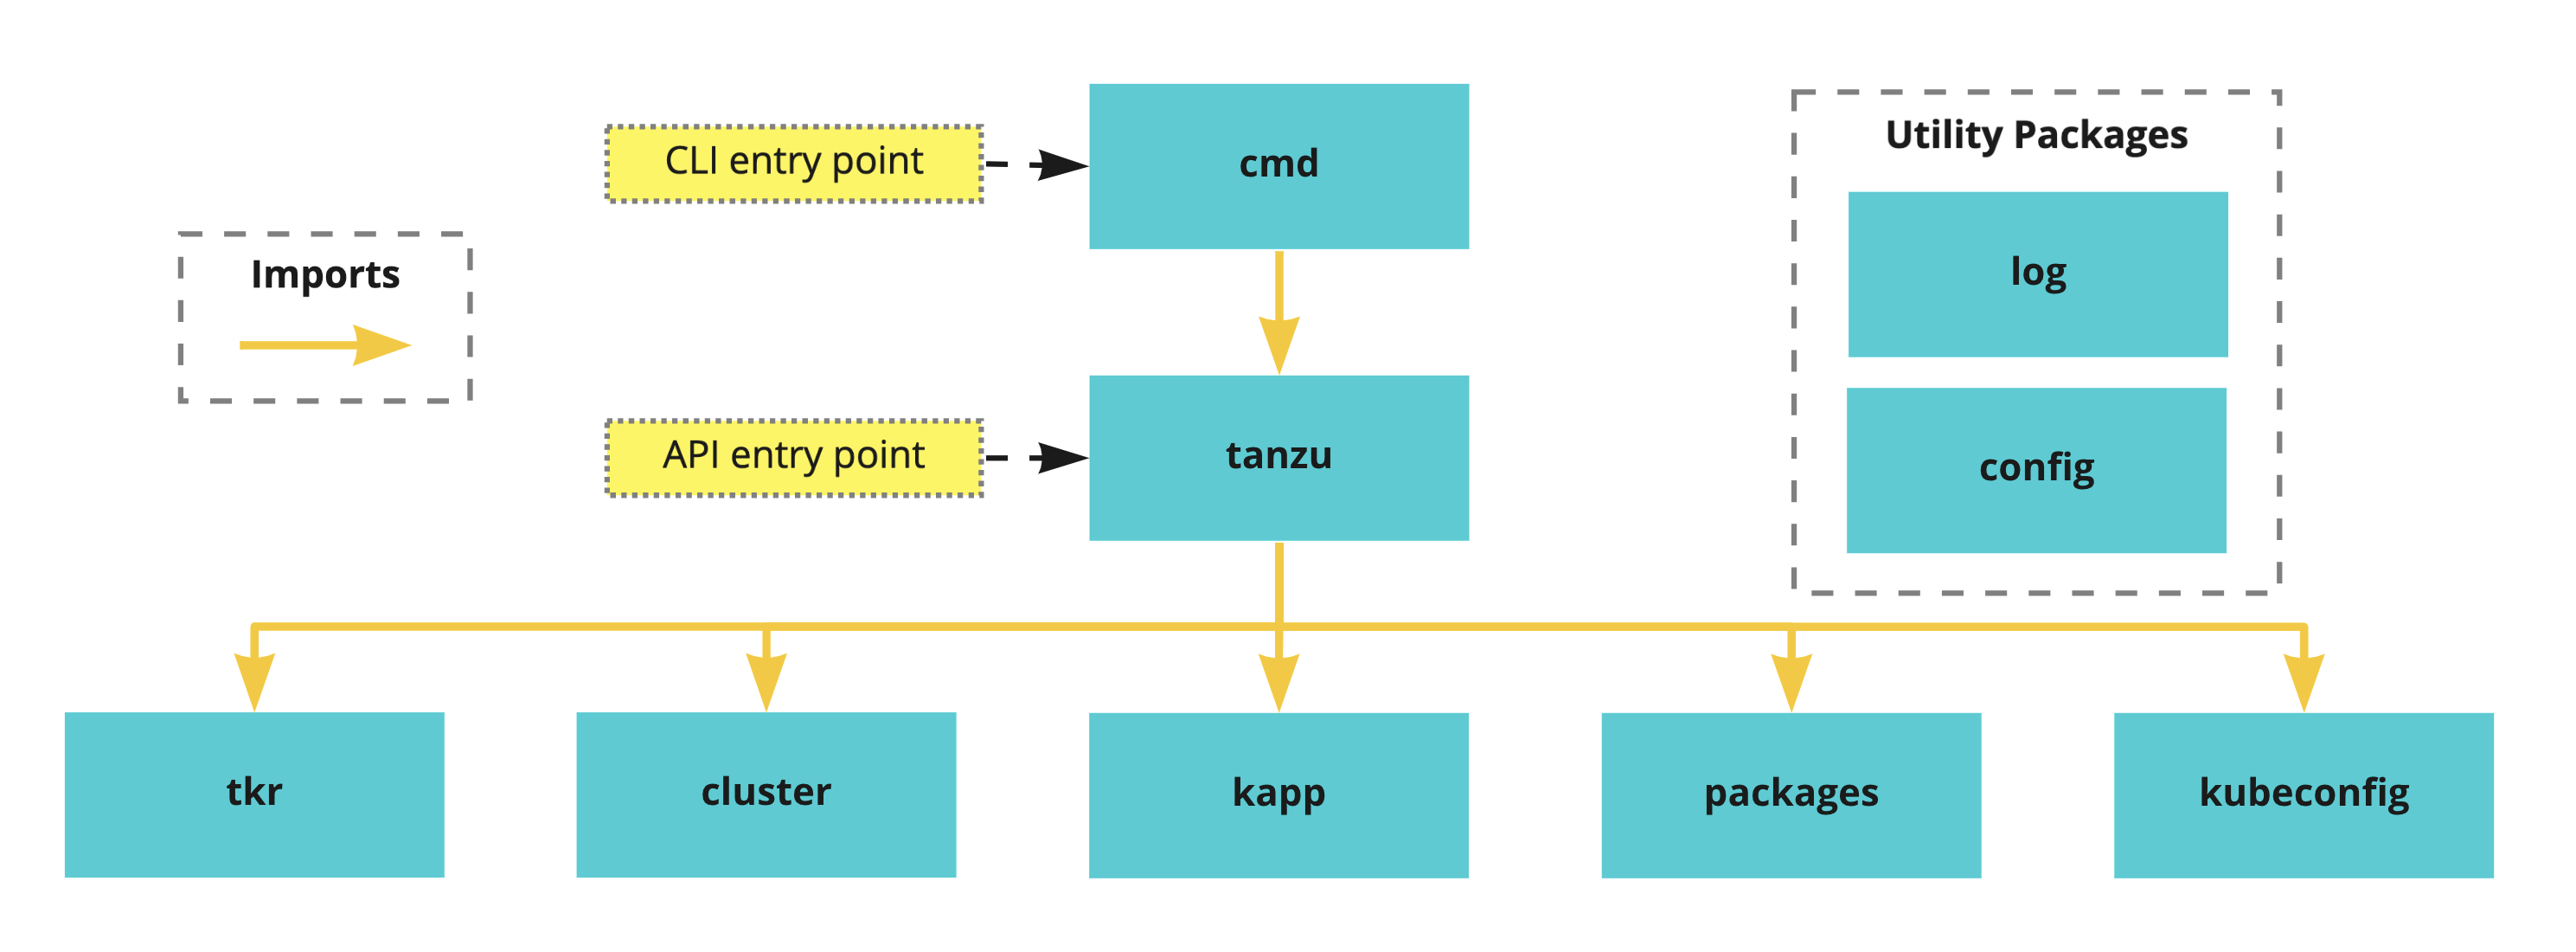 CLI entry point
cmd
Utility Packages
log
Imports
config
API entry point
tanzu
tkr
cluster
kapp
packages
kubeconfig